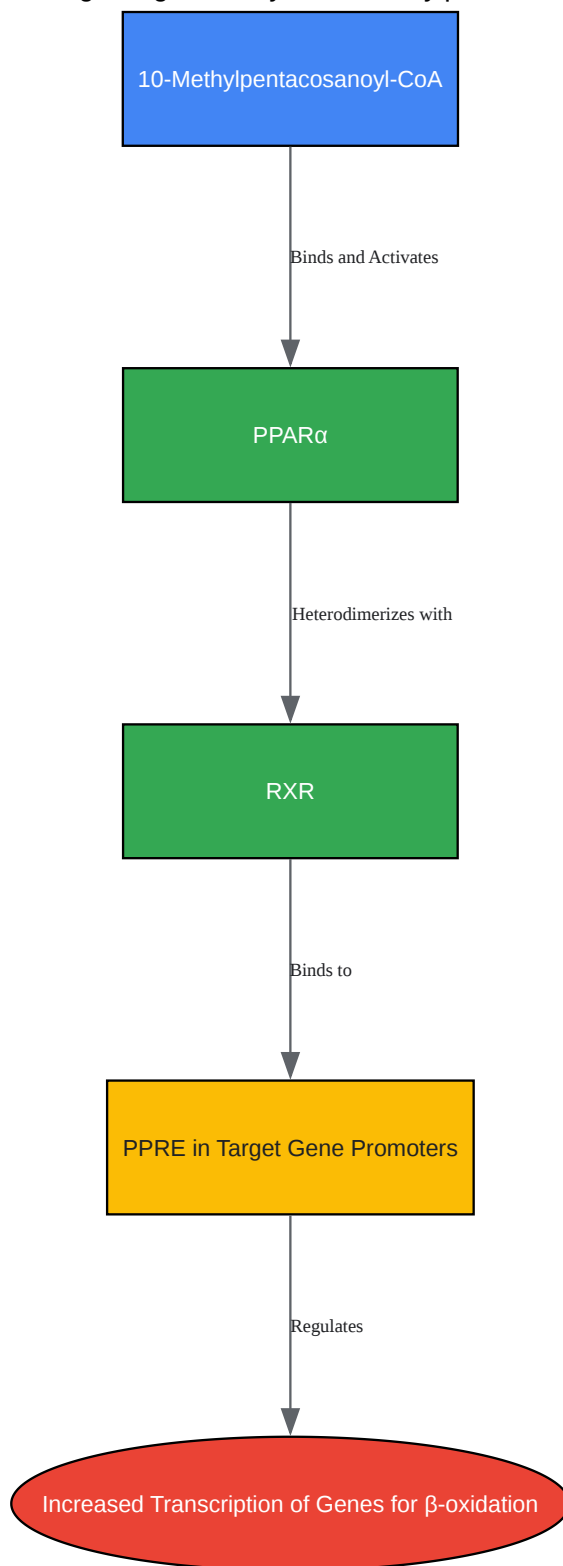 10-Methylpentacosanoyl-CoA
Binds and Activates
PPARα
Heterodimerizes with
RXR
Binds to
PPRE in Target Gene Promoters
Regulates
Increased Transcription of Genes for β-oxidation